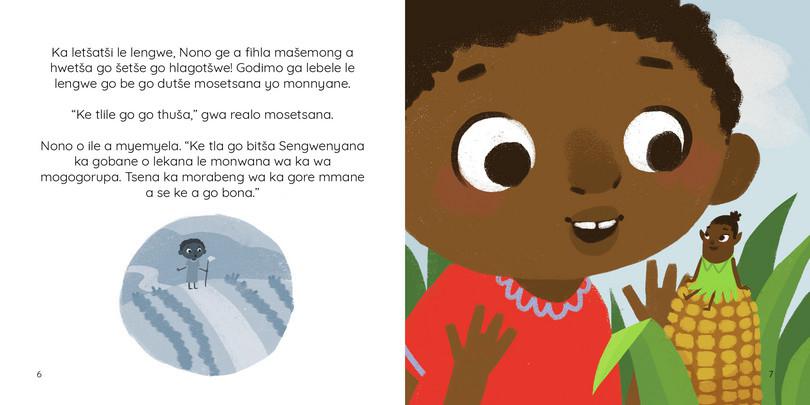 Ka letšatši le lengwe, Nono ge a fihla mašemong a
hwetša go šetše go hlagotšwe! Godimo ga lebele le
lengwe go be go dutše mosetsana yo monnyane.
“Ke tlile go go thuša,” gwa realo mosetsana.
Nono o ile a myemyela. “Ke tla go bitša Sengwenyana
ka gobane o lekana le monwana wa ka wa
mogogorupa. Tsena ka morabeng wa ka gore mmane
a se ke a go bona.”
6
7